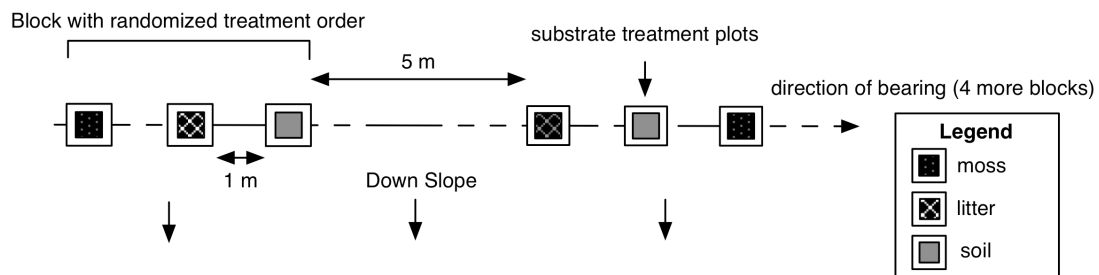 Block with randomized treatment order
substrate treatment plots
5 m
direction of bearing (4 more blocks)
1 m
Down Slope
Legend
moss
litter
soil